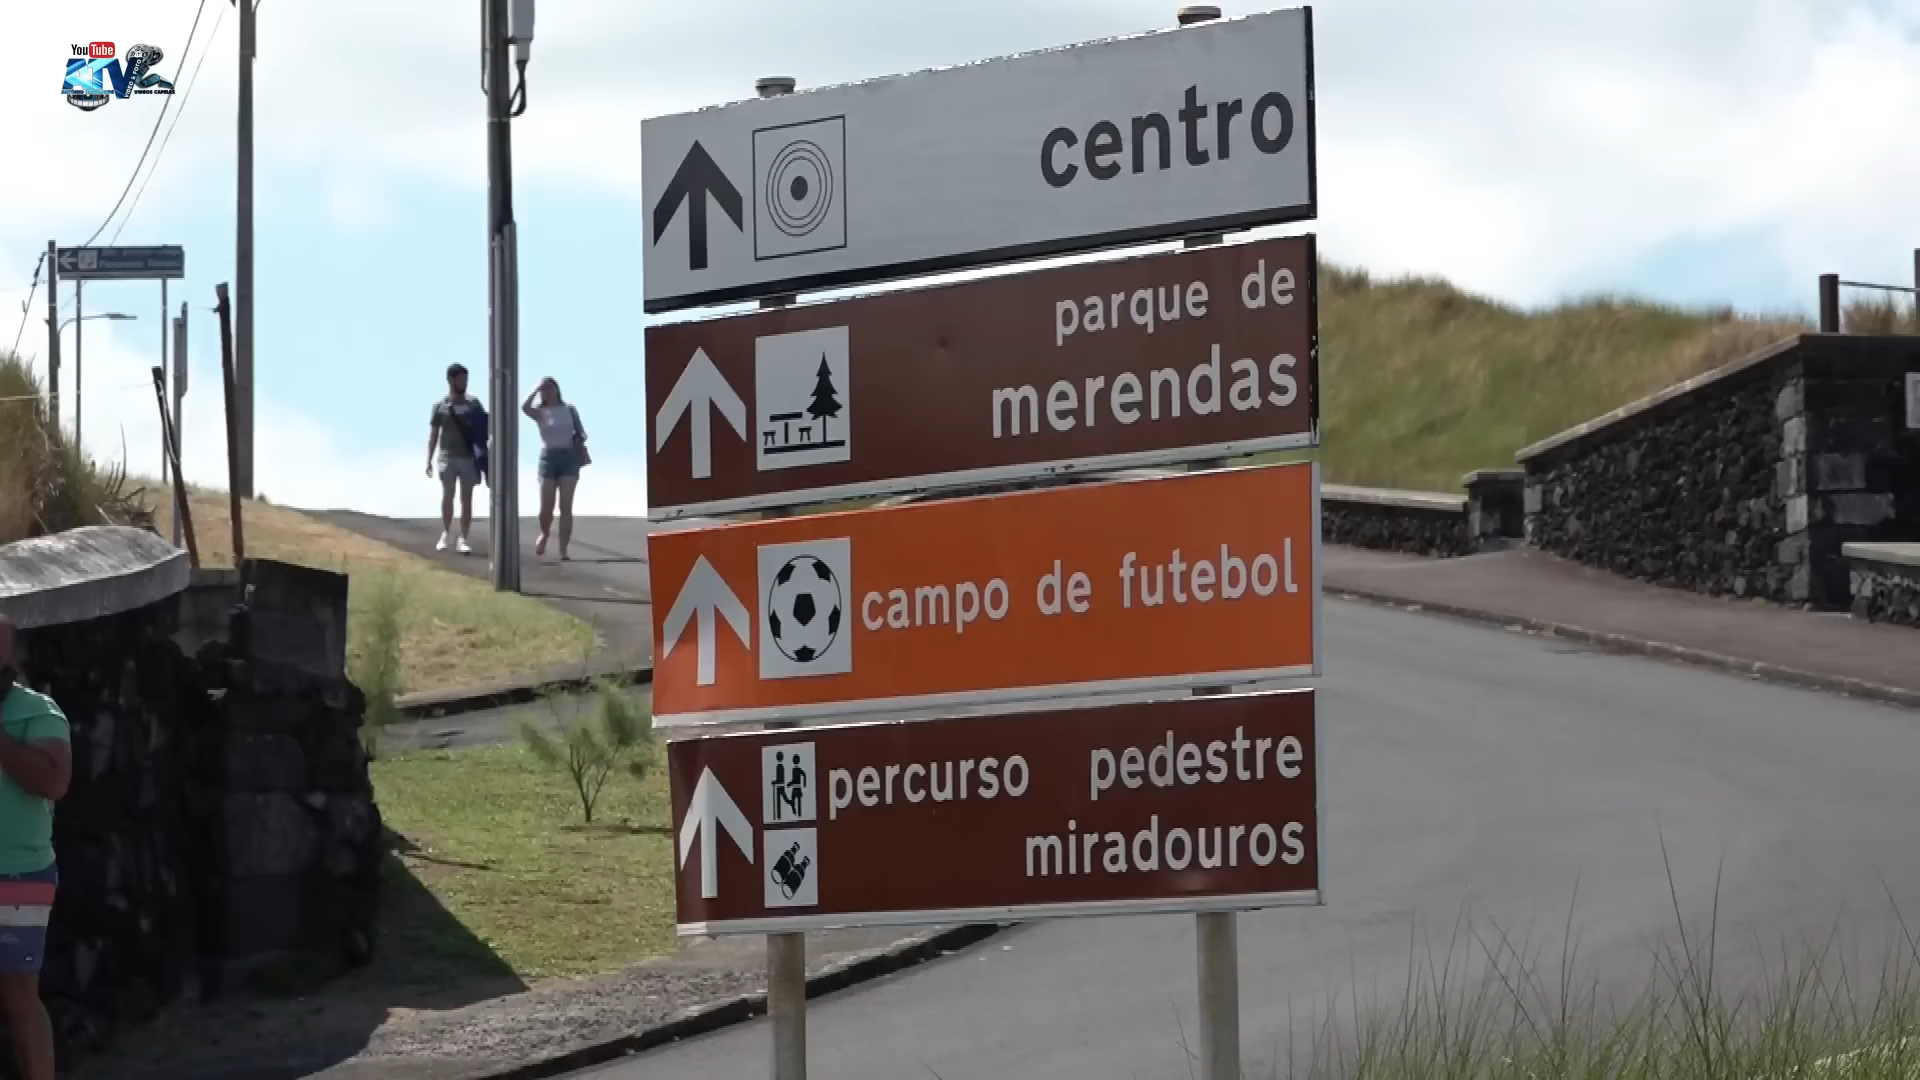 YouTube
centro
parque de
merendas
campo de futebol
percurso pedestre
miradouros